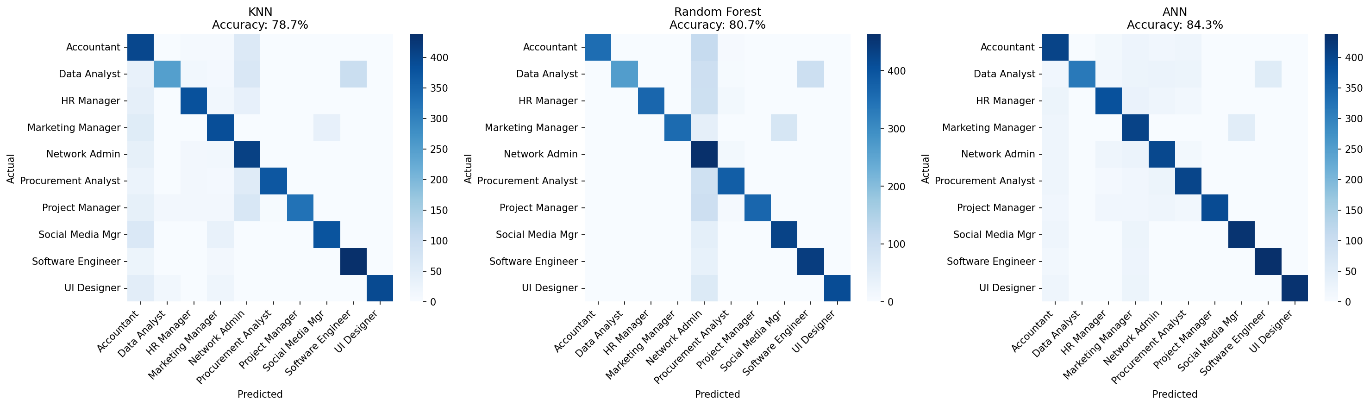 KNN
Accuracy: 78.7%
Actual
Accountant
Data Analyst
HR Manager
Marketing Manager
Network Admin
Procurement Analyst
Project Manager
Social Media Mgr
Software Engineer
UI Designer
Accountant
Data Analyst
HR Manager
Marketing Manager
Network Admin
Procurement Analyst
Project Manager
Social Media Mgr
Software Engineer
UI Designer
Predicted
400
350
300
250
200
150
100
50
0
Random Forest
Accuracy: 80.7%
Actual
Accountant
Data Analyst
HR Manager
Marketing Manager
Network Admin
Procurement Analyst
Project Manager
Social Media Mgr
Software Engineer
UI Designer
Accountant
Data Analyst
HR Manager
Marketing Manager
Network Admin
Procurement Analyst
Project Manager
Social Media Mgr
Software Engineer
UI Designer
Predicted
400
300
200
100
0
ANN
Accuracy: 84.3%
Actual
Accountant
Data Analyst
HR Manager
Marketing Manager
Network Admin
Procurement Analyst
Project Manager
Social Media Mgr
Software Engineer
UI Designer
Accountant
Data Analyst
HR Manager
Marketing Manager
Network Admin
Procurement Analyst
Project Manager
Social Media Mgr
Software Engineer
UI Designer
Predicted
400
350
300
250
200
150
100
50
0